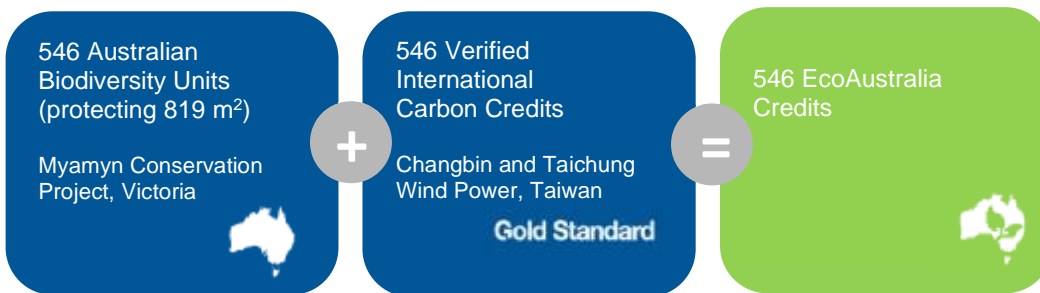 546 Australian
Biodiversity Units
(protecting 819 m²)
Myamyn Conservation
Project, Victoria
+
546 Verified
International
Carbon Credits
Changbin and Taichung
Wind Power, Taiwan
Gold Standard
=
546 EcoAustralia
Credits